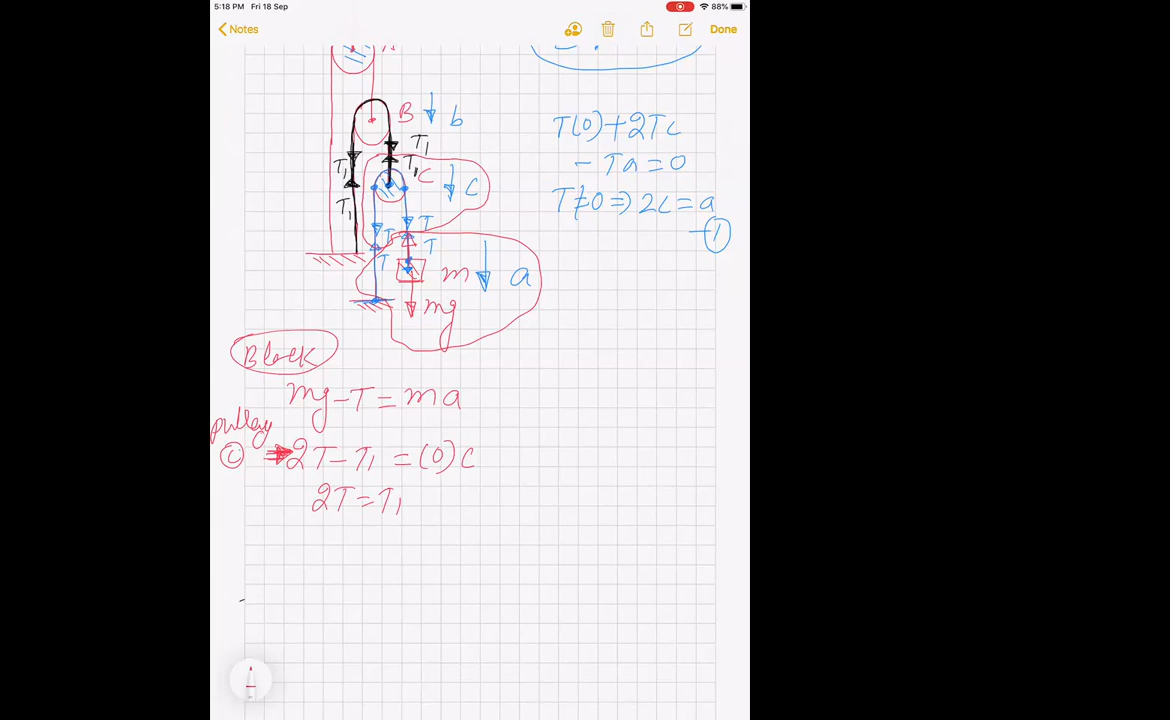 5:18 PM Fri 18 Sep
88%
Notes
Done
B
b
T1
T1
T1
T1
C
c
T
T
T
T
m
a
mg
T(0)+2Tc
- Ta = 0
T≠0 ⇒ 2c = a
- 1
Block
mg - T = ma
pulley
C ⇒ 2T - T1 = (0) c
2T = T1